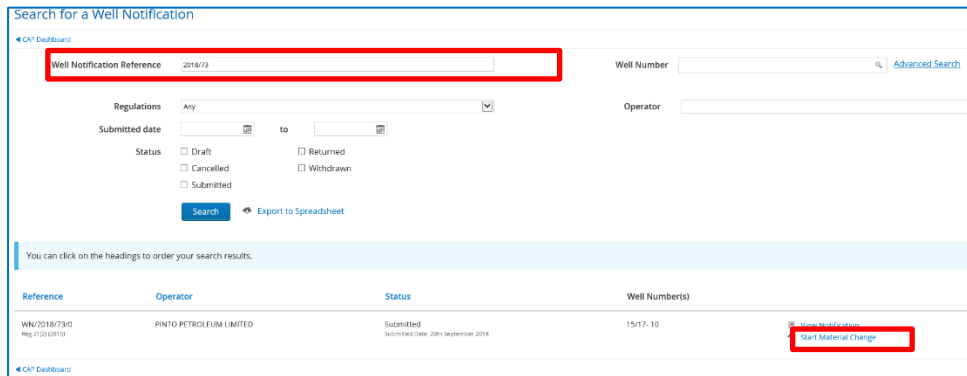 Search for a Well Notification
CAP Dashboard
Well Notification Reference 2018/73 Well Number Advanced Search
Regulations Any Operator
Submitted date to
Status Draft Returned
Cancelled Withdrawn
Submitted
Search Export to Spreadsheet
You can click on the headings to order your search results.
Reference Operator Status Well Number(s)
WN/2018/73/0 PINTO PETROLEUM LIMITED Submitted 15/17- 10 View Notification
Reg 21(2) (2015) Submitted Date: 20th September 2018 Start Material Change
CAP Dashboard